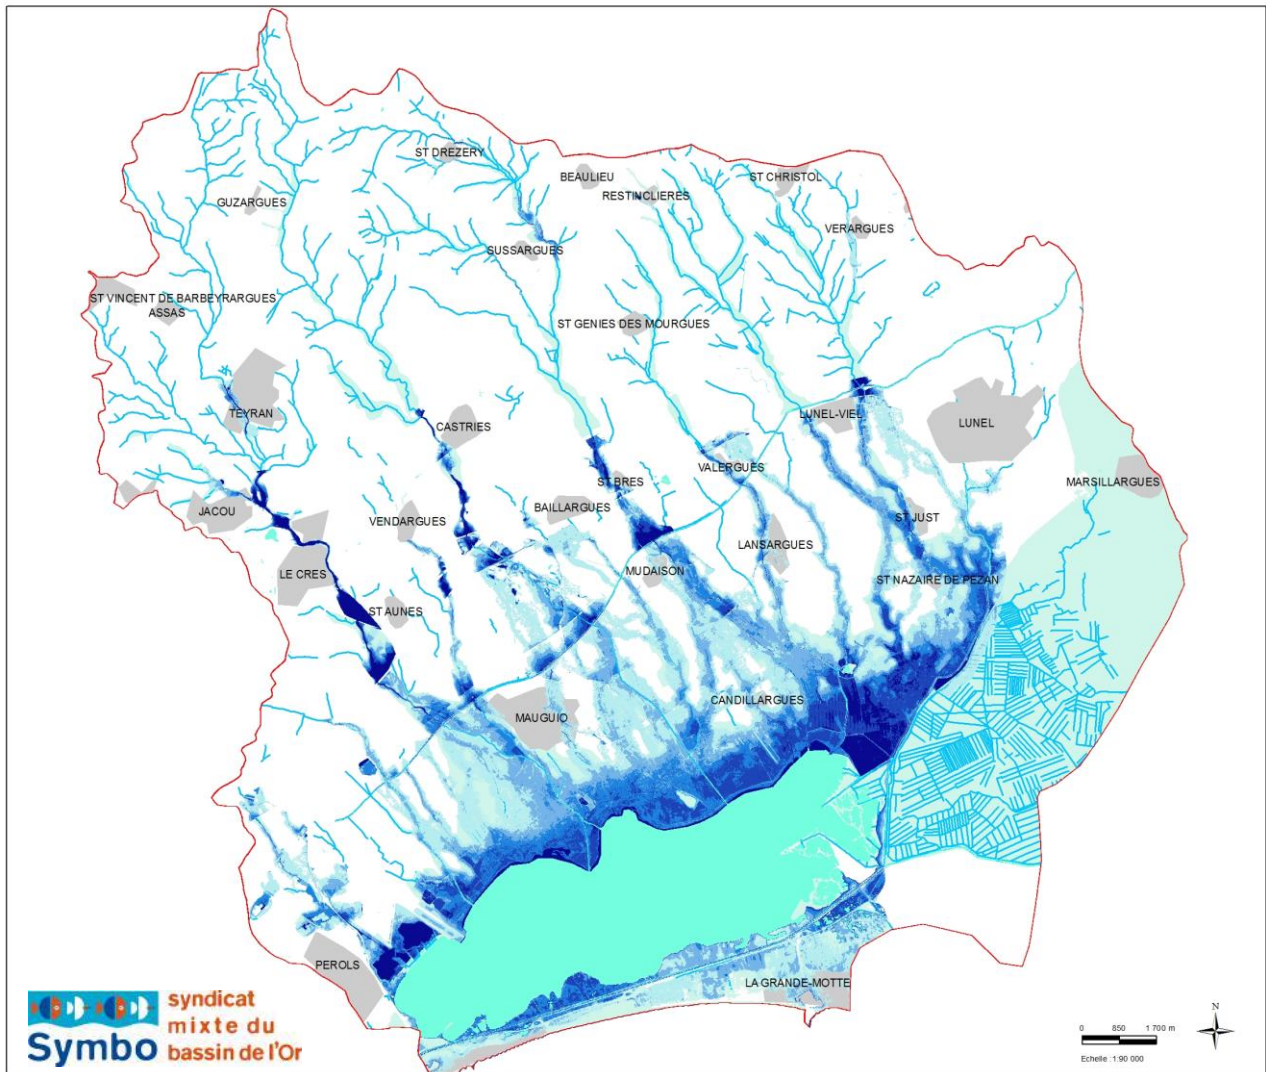 ST DREZERY
BEAULIEU
ST CHRISTOL
RESTINCLIERES
GUZARGUES
VERARGUES
SUSSARGUES
ST VINCENT DE BARBEYRARGUES
ASSAS
ST GENIES DES MOURGUES
TEYRAN
LUNEL-VIEL
LUNEL
CASTRIES
VALERGUES
ST BRES
MARSILLARGUES
BAILLARGUES
JACOU
VENDARGUES
ST JUST
LANSARGUES
LE CRES
MUDAISON
ST NAZAIRE DE PEZAN
ST AUNES
CANDILLARGUES
MAUGUIO
PEROLS
LA GRANDE-MOTTE
Symbo
syndicat
mixte du
bassin de l'Or
N
0 850 1 700 m
Echelle : 1:90 000